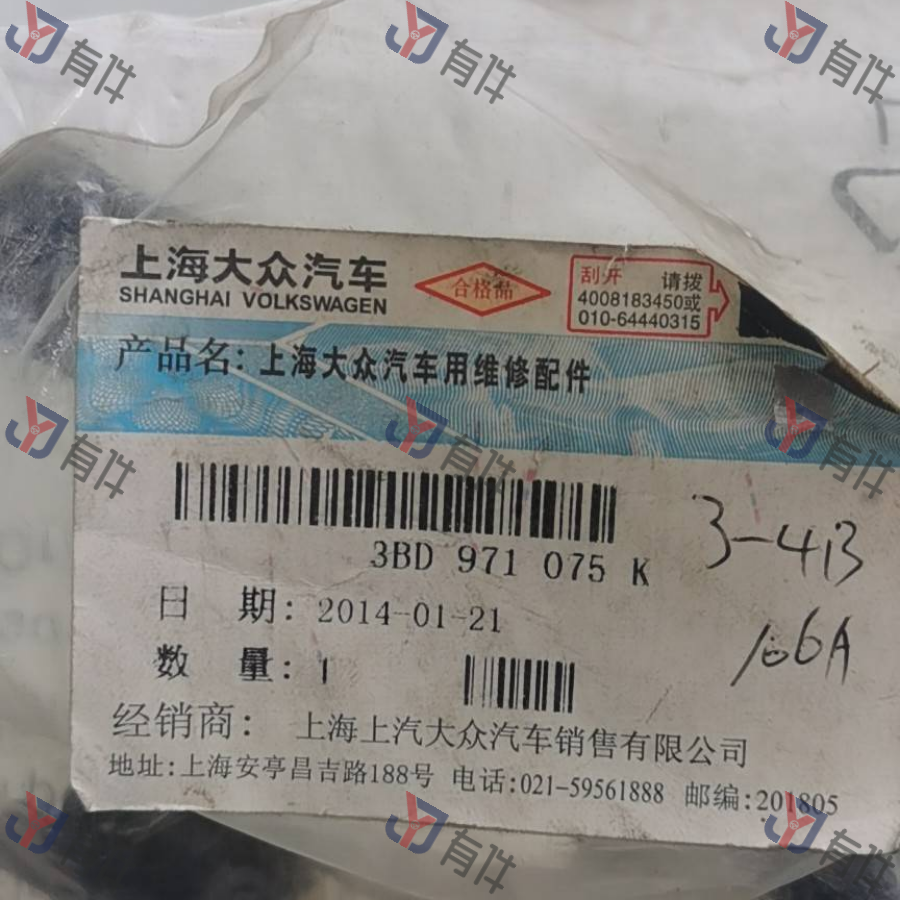 有件
有件
有件
上海大众汽车
SHANGHAI VOLKSWAGEN
合格品
刮开 请拨
4008183450或
010-64440315
产品名: 上海大众汽车用维修配件
有件
有件
有件
3BD 971 075 K
3-4B
日 期: 2014-01-21
106A
数 量: 1
经销商: 上海上汽大众汽车销售有限公司
地址:上海安亭昌吉路188号 电话:021-59561888 邮编:201805
有件
有件
有件